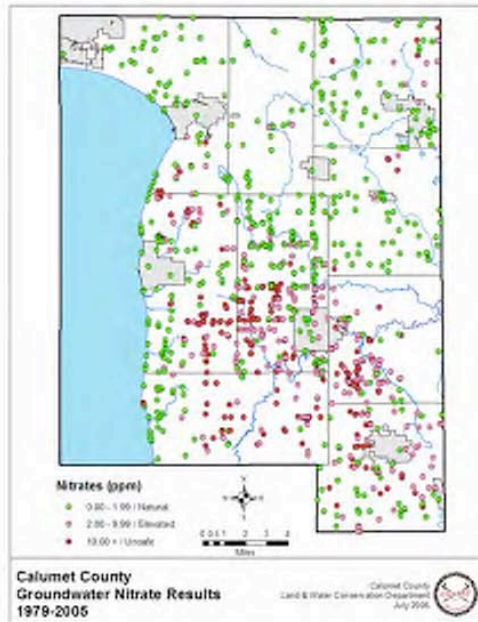 Nitrates (ppm)
0.00 - 1.99 / Natural
2.00 - 9.99 / Elevated
10.00 + / Unsafe
Miles
Calumet County
Groundwater Nitrate Results
1979-2005
Calumet County
Land & Water Conservation Department
July 2006